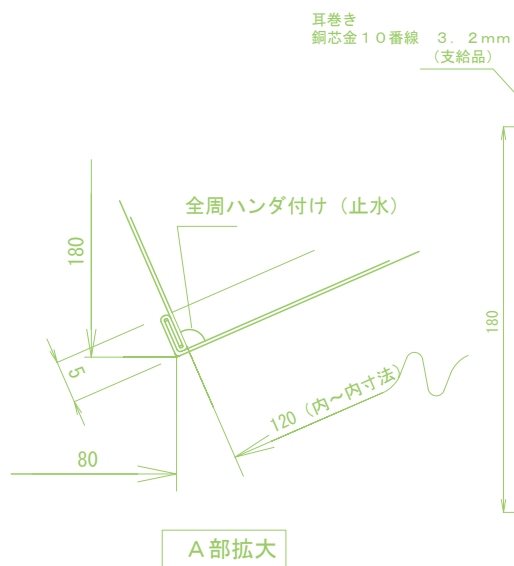 耳巻き
銅芯金１０番線　３．２mm
（支給品）
全周ハンダ付け（止水）
180
180
5
120（内～内寸法）
80
Ａ部拡大